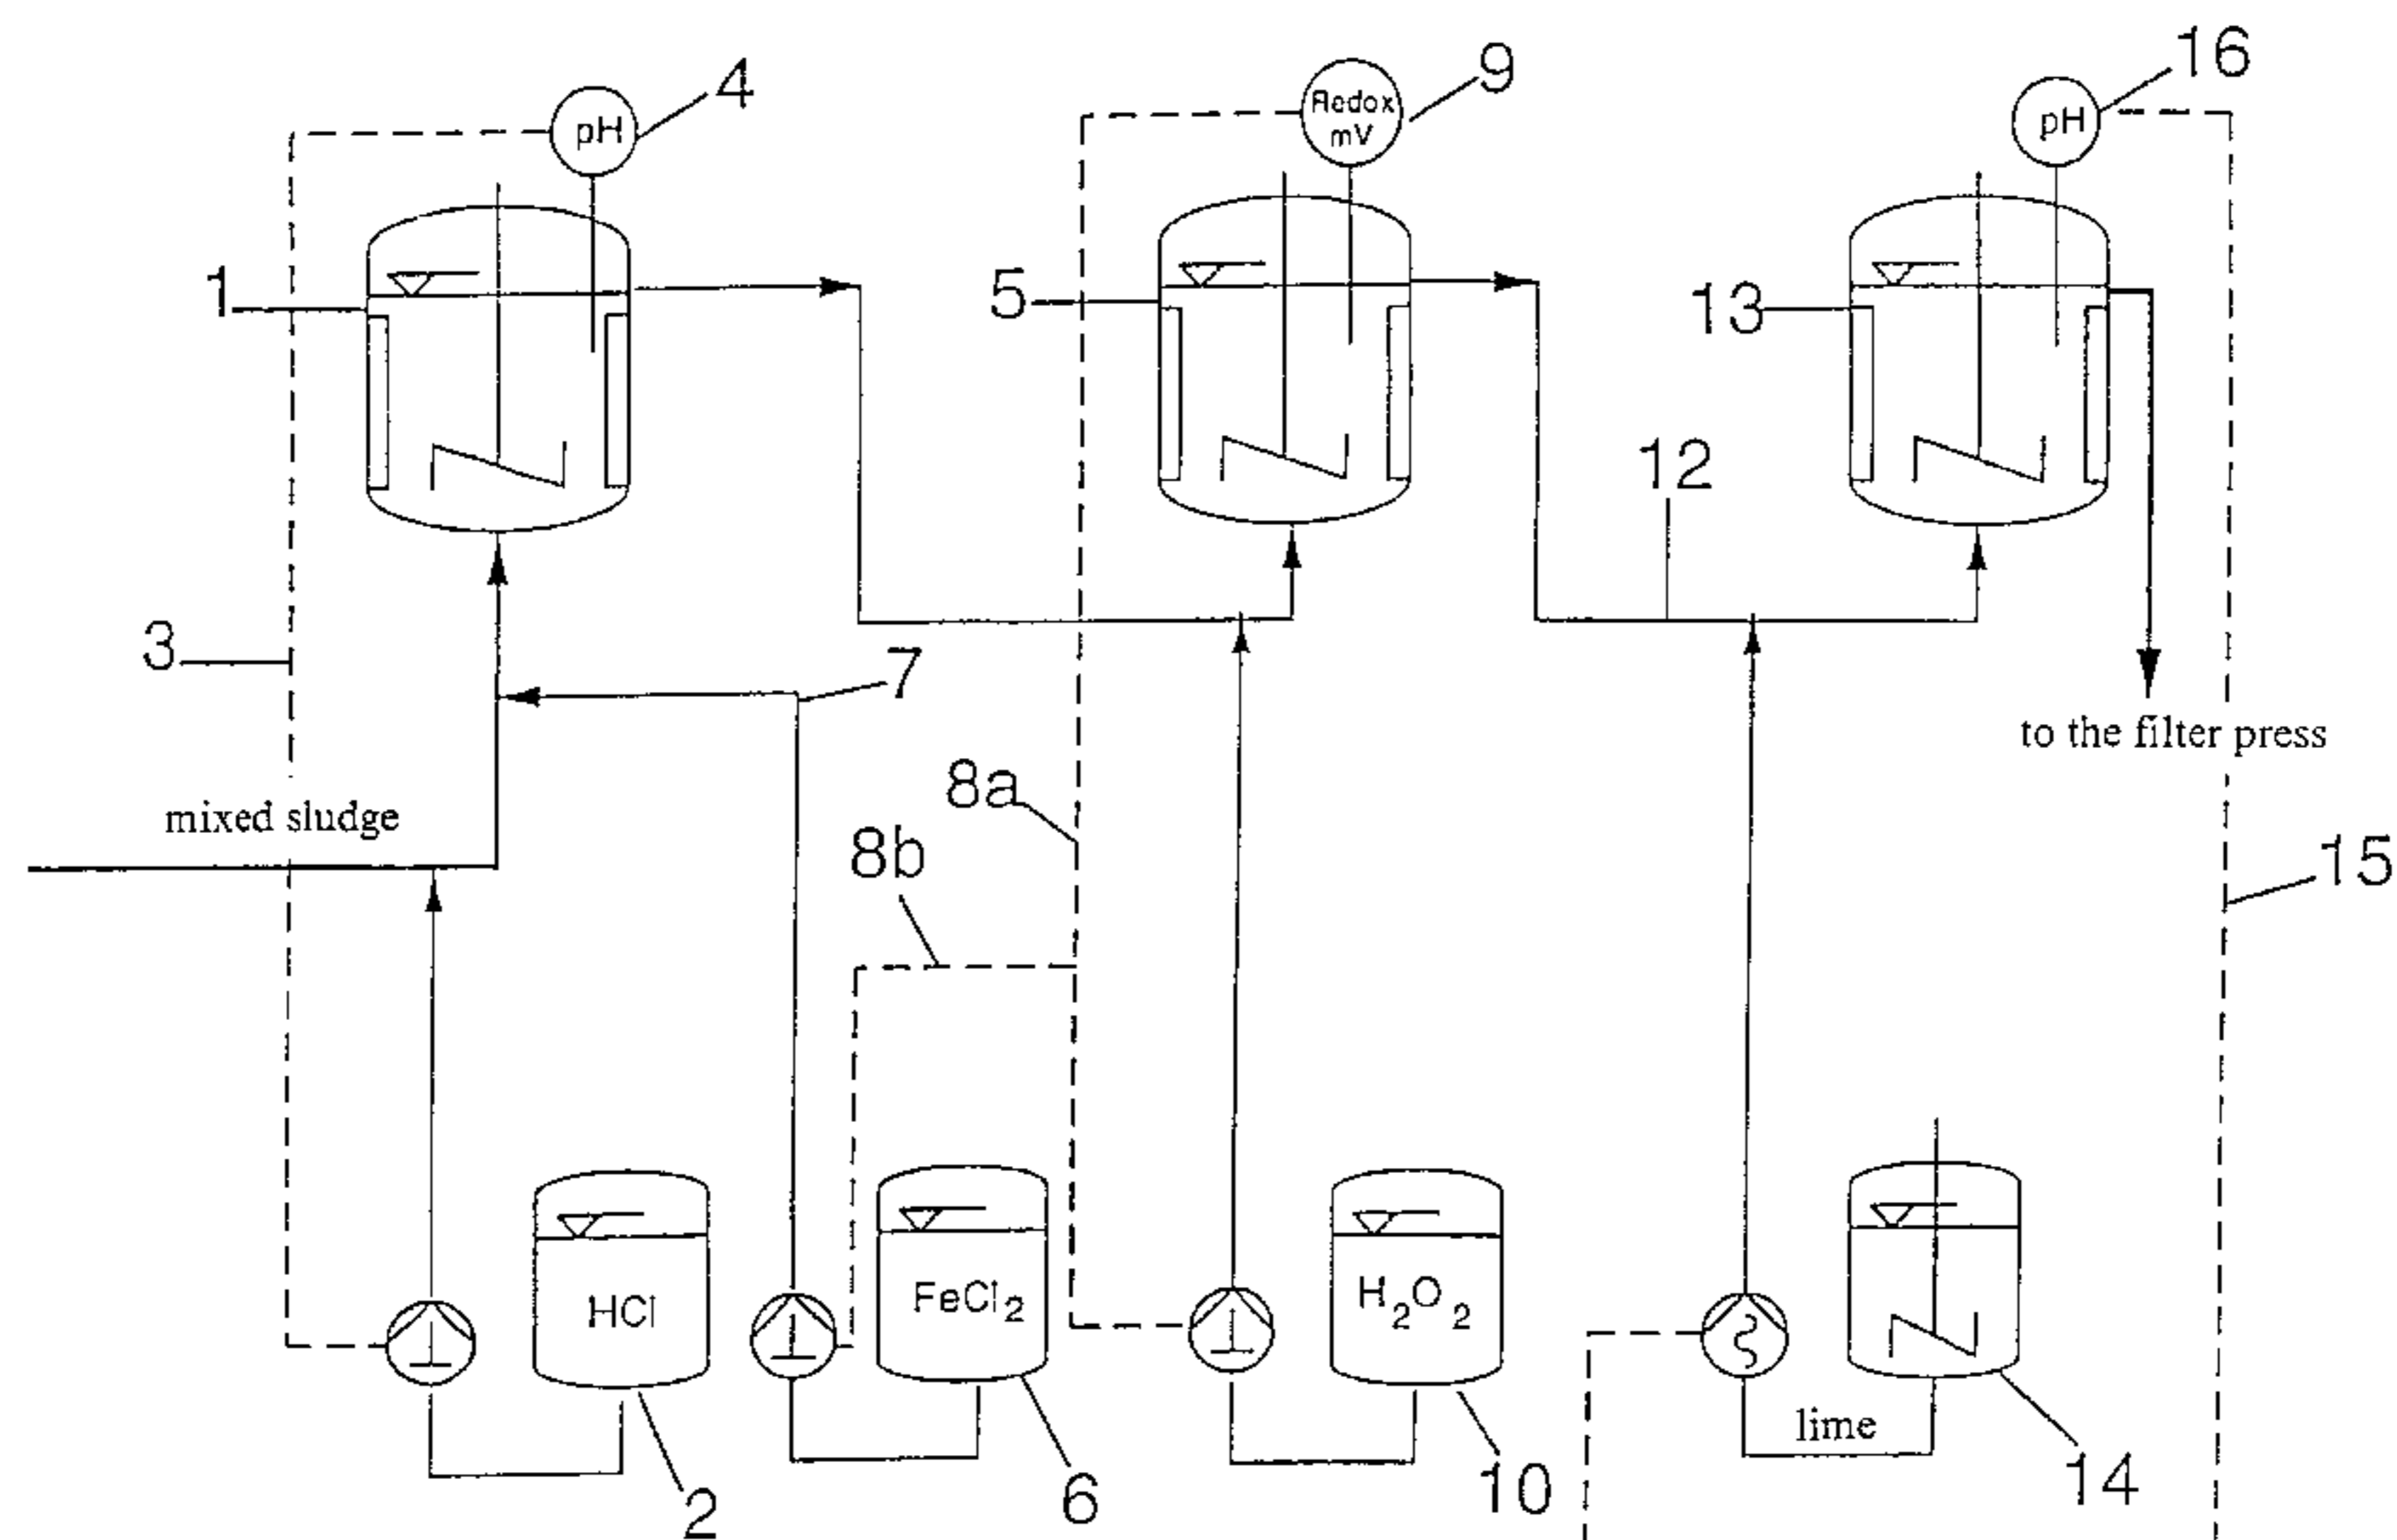 4
pH
9
Redox
mV
16
pH
1
5
13
12
3
7
to the filter press
8a
mixed sludge
8b
15
HCl
FeCl2
H2O2
lime
2
6
10
14